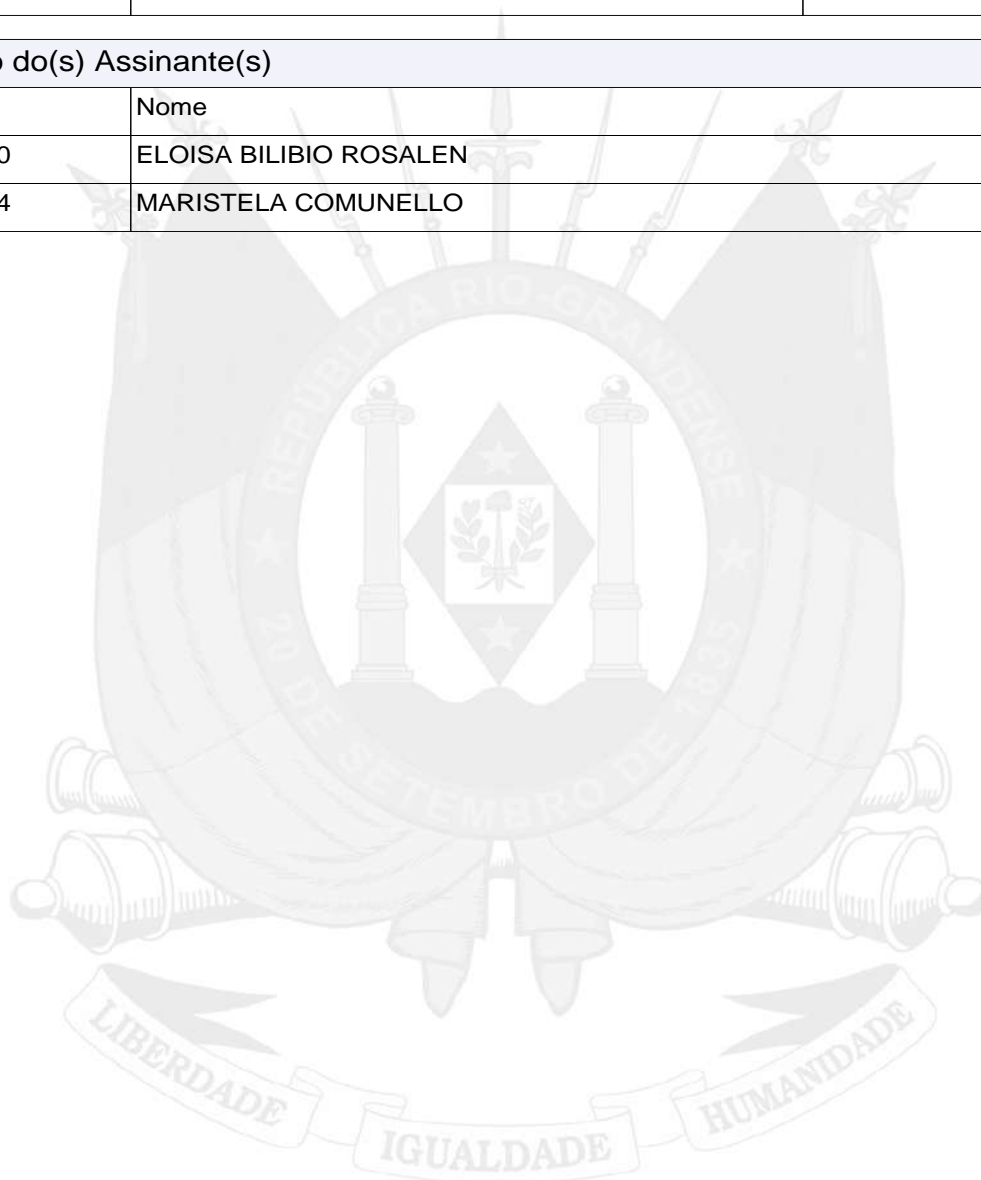 o do(s) Assinante(s)
Nome
0 ELOISA BILIBIO ROSALEN
4 MARISTELA COMUNELLO
REPÚBLICA RIO-GRANDENSE
20 DE SETEMBRO DE 1835
LIBERDADE IGUALDADE HUMANIDADE